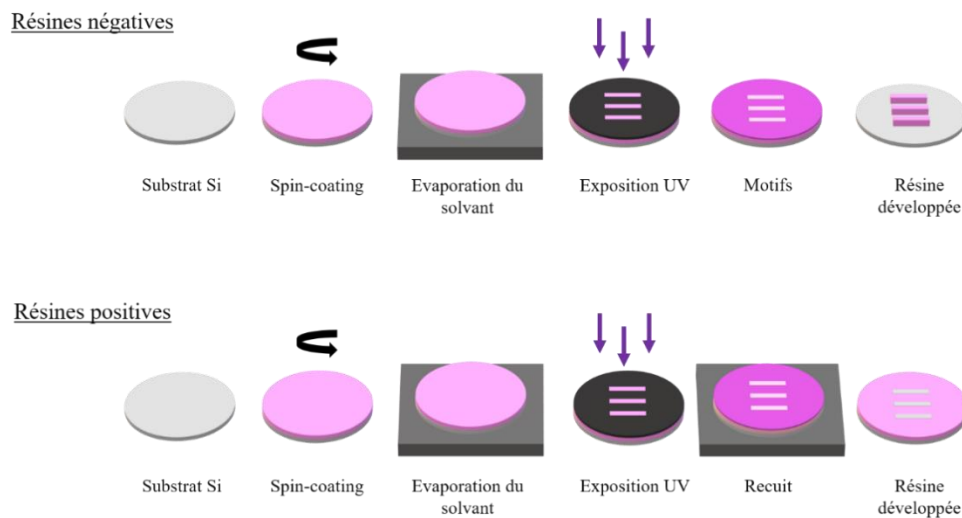 Résines négatives
Substrat Si
Spin-coating
Evaporation du
solvant
Exposition UV
Motifs
Résine
développée
Résines positives
Substrat Si
Spin-coating
Evaporation du
solvant
Exposition UV
Recuit
Résine
développée